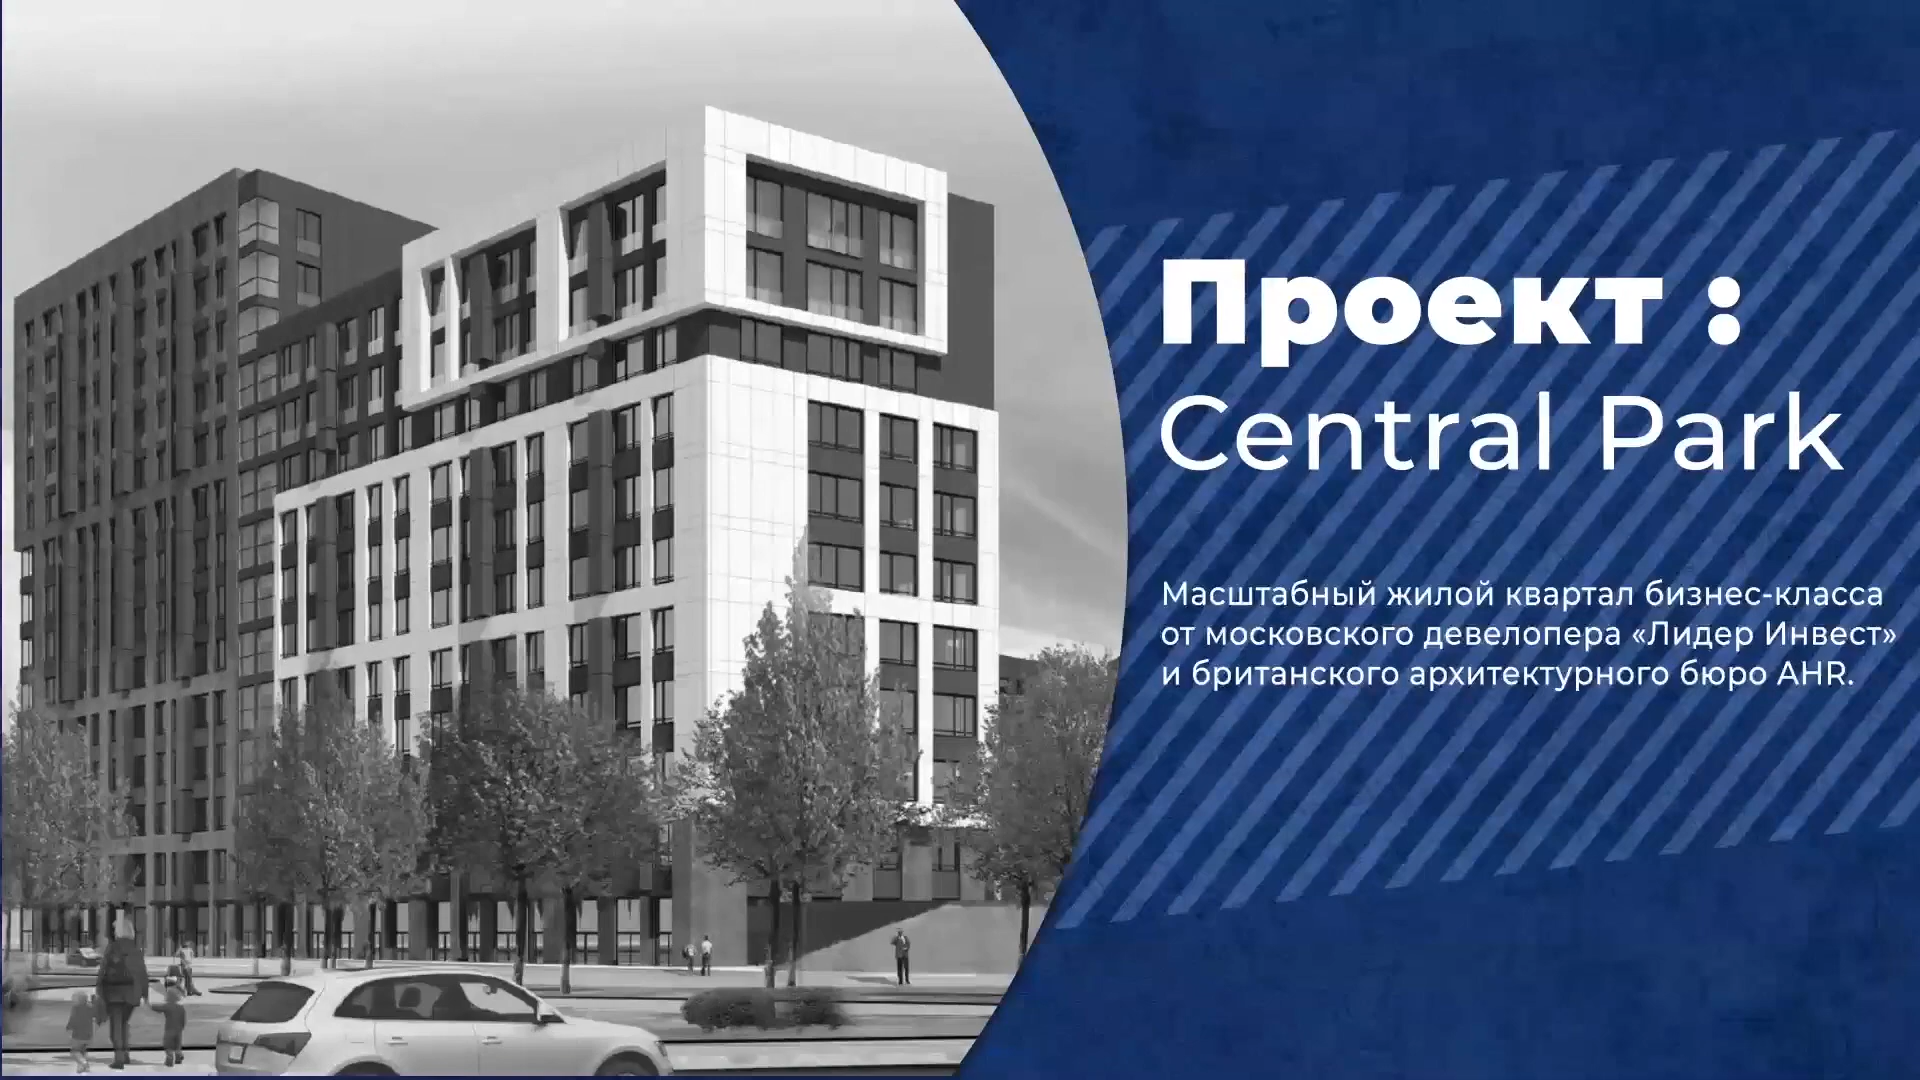 Проект :
Central Park
Масштабный жилой квартал бизнес-класса
от московского девелопера «Лидер Инвест»
и британского архитектурного бюро AHR.